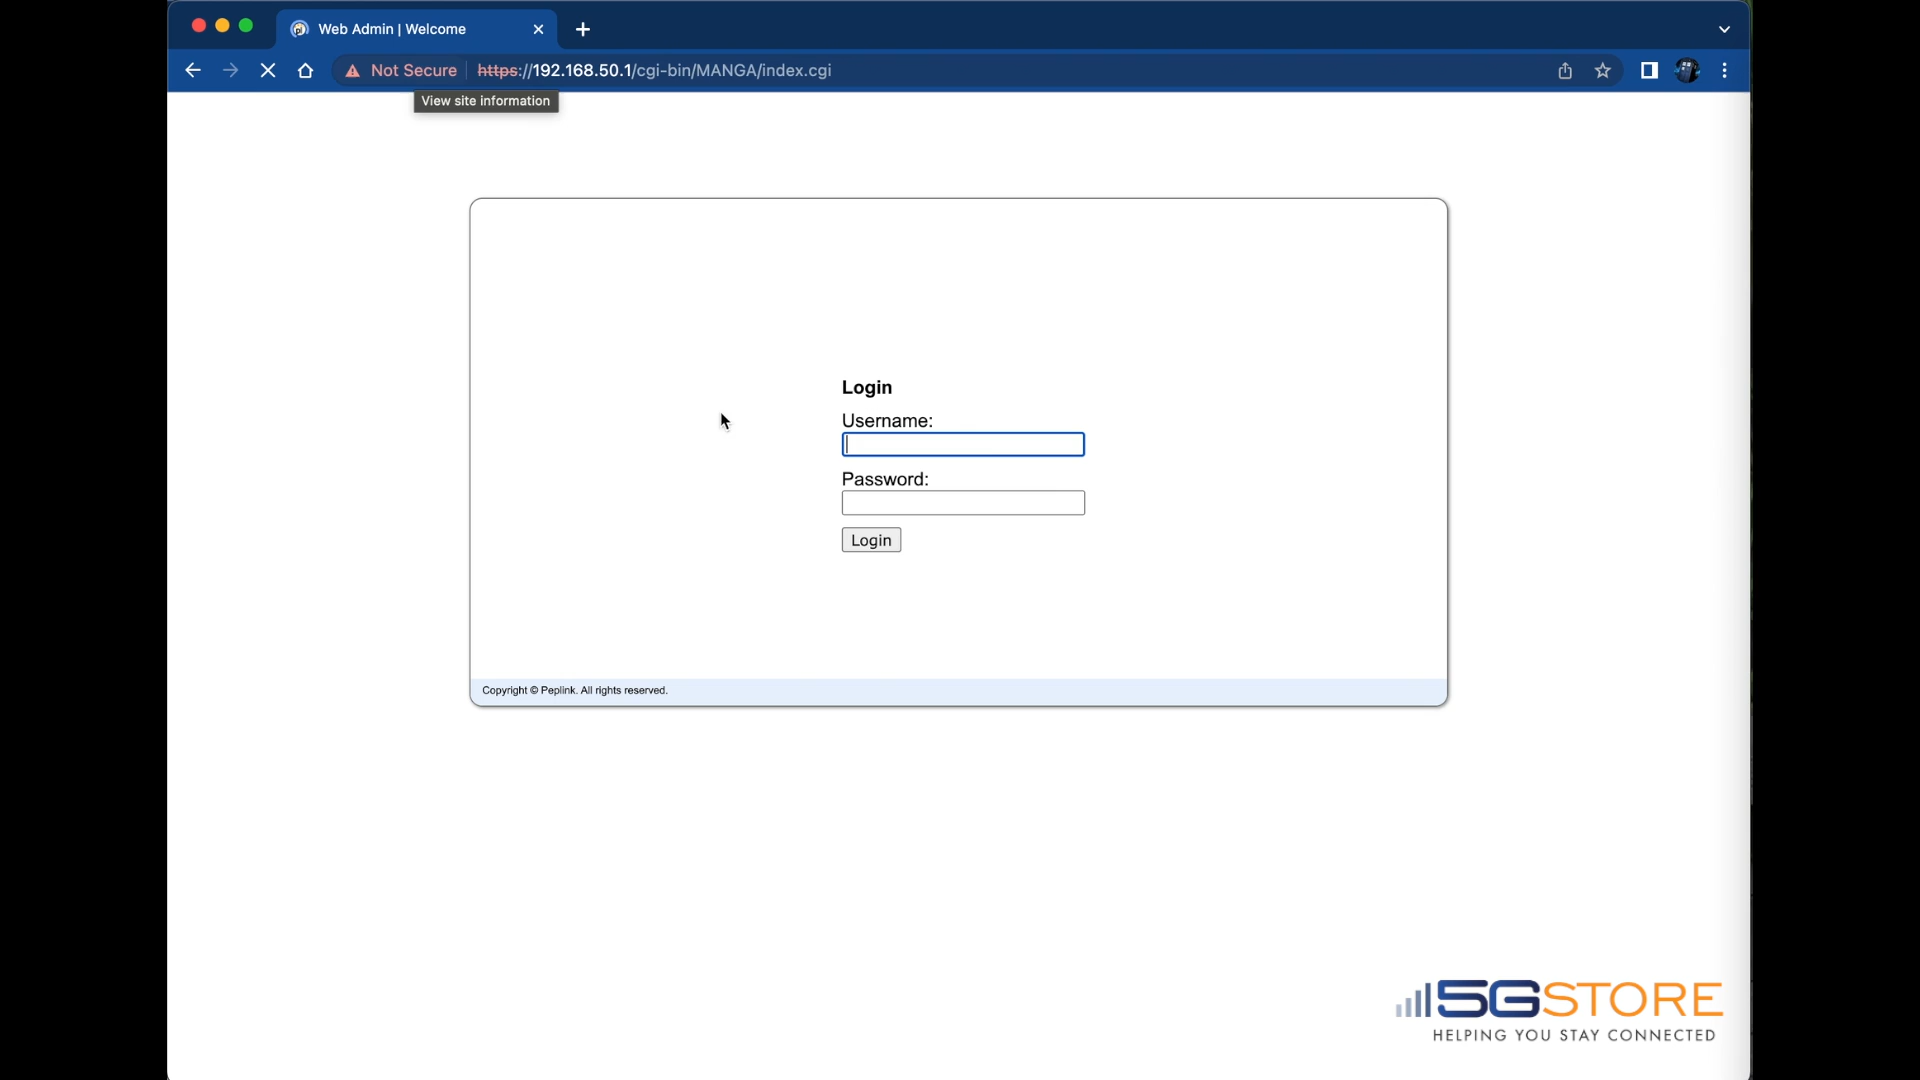 Web Admin | Welcome
Not Secure
https://192.168.50.1/cgi-bin/MANGA/index.cgi
View site information
Login
Username:
Password:
Login
Copyright © Peplink. All rights reserved.
5GSTORE
HELPING YOU STAY CONNECTED